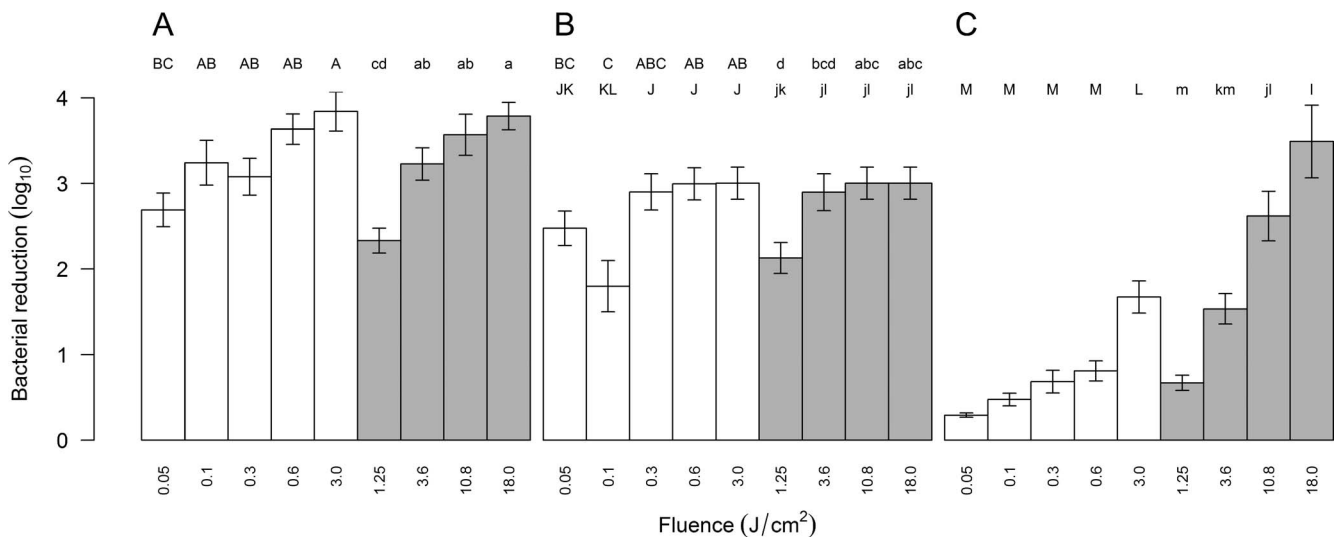 A B C
BC AB AB AB A cd ab ab a BC C ABC AB AB d bcd abc abc
JK KL J J J jk jl jl jl M M M M L m km jl l
4
3
2
1
0
Bacterial reduction (log10)
0.05 0.1 0.3 0.6 3.0 1.25 3.6 10.8 18.0 0.05 0.1 0.3 0.6 3.0 1.25 3.6 10.8 18.0 0.05 0.1 0.3 0.6 3.0 1.25 3.6 10.8 18.0
Fluence (J/cm²)